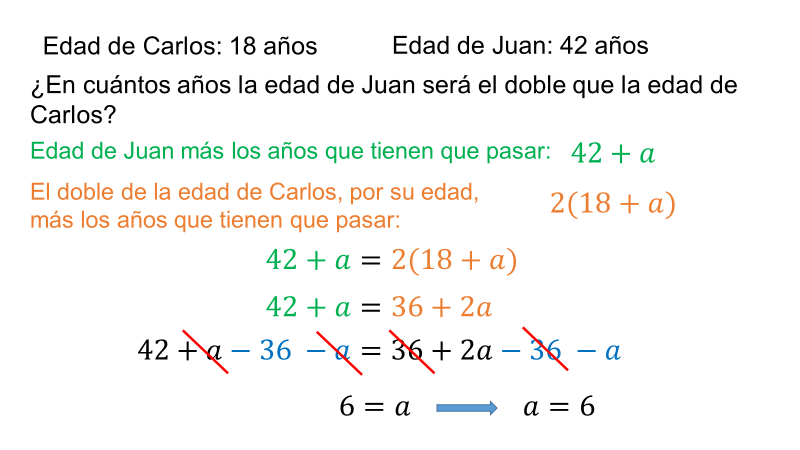 Edad de Carlos: 18 años Edad de Juan: 42 años
¿En cuántos años la edad de Juan será el doble que la edad de
Carlos?
Edad de Juan más los años que tienen que pasar: 42 + a
El doble de la edad de Carlos, por su edad,
más los años que tienen que pasar: 2(18 + a)
42 + a = 2(18 + a)
42 + a = 36 + 2a
42 + a − 36 − a = 36 + 2a − 36 − a
6 = a a = 6